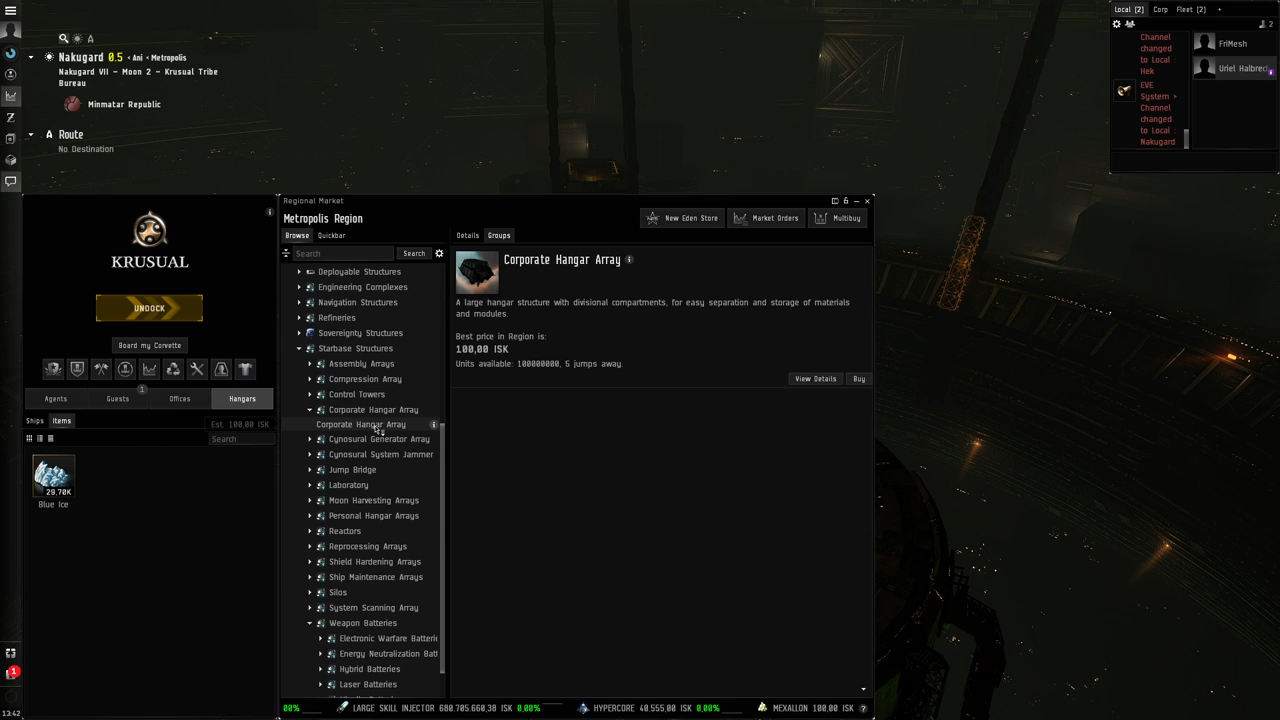 Nakugard 0.5 < Ani < Metropolis
Nakugard VII - Moon 2 - Krusual Tribe
Bureau
Minmatar Republic
Route
No Destination
Local [2]
Corp
Fleet [2]
+
2
Channel
changed
to Local :
Hek
EVE
System >
Channel
changed
to Local :
Nakugard
FriMesh
Uriel Halbrec
KRUSUAL
UNDOCK
Board my Corvette
Agents
1
Guests
Offices
Hangars
Ships
Items
Est. 100,00 ISK
Search
29,70K
Blue Ice
Regional Market
Metropolis Region
New Eden Store
Market Orders
Multibuy
Browse
Quickbar
Search
Search
Deployable Structures
Engineering Complexes
Navigation Structures
Refineries
Sovereignty Structures
Starbase Structures
Assembly Arrays
Compression Array
Control Towers
Corporate Hangar Array
Corporate Hangar Array
Cynosural Generator Array
Cynosural System Jammer
Jump Bridge
Laboratory
Moon Harvesting Arrays
Personal Hangar Arrays
Reactors
Reprocessing Arrays
Shield Hardening Arrays
Ship Maintenance Arrays
Silos
System Scanning Array
Weapon Batteries
Electronic Warfare Batterie
Energy Neutralization Batt
Hybrid Batteries
Laser Batteries
Details
Groups
Corporate Hangar Array
A large hangar structure with divisional compartments, for easy separation and storage of materials
and modules.
Best price in Region is:
100,00 ISK
Units available: 100000000, 5 jumps away.
View Details
Buy
1
13:42
00%
LARGE SKILL INJECTOR 680.705.660,38 ISK 0.00%
HYPERCORE 40.555,00 ISK 0.00%
MEXALLON 100,00 ISK
?